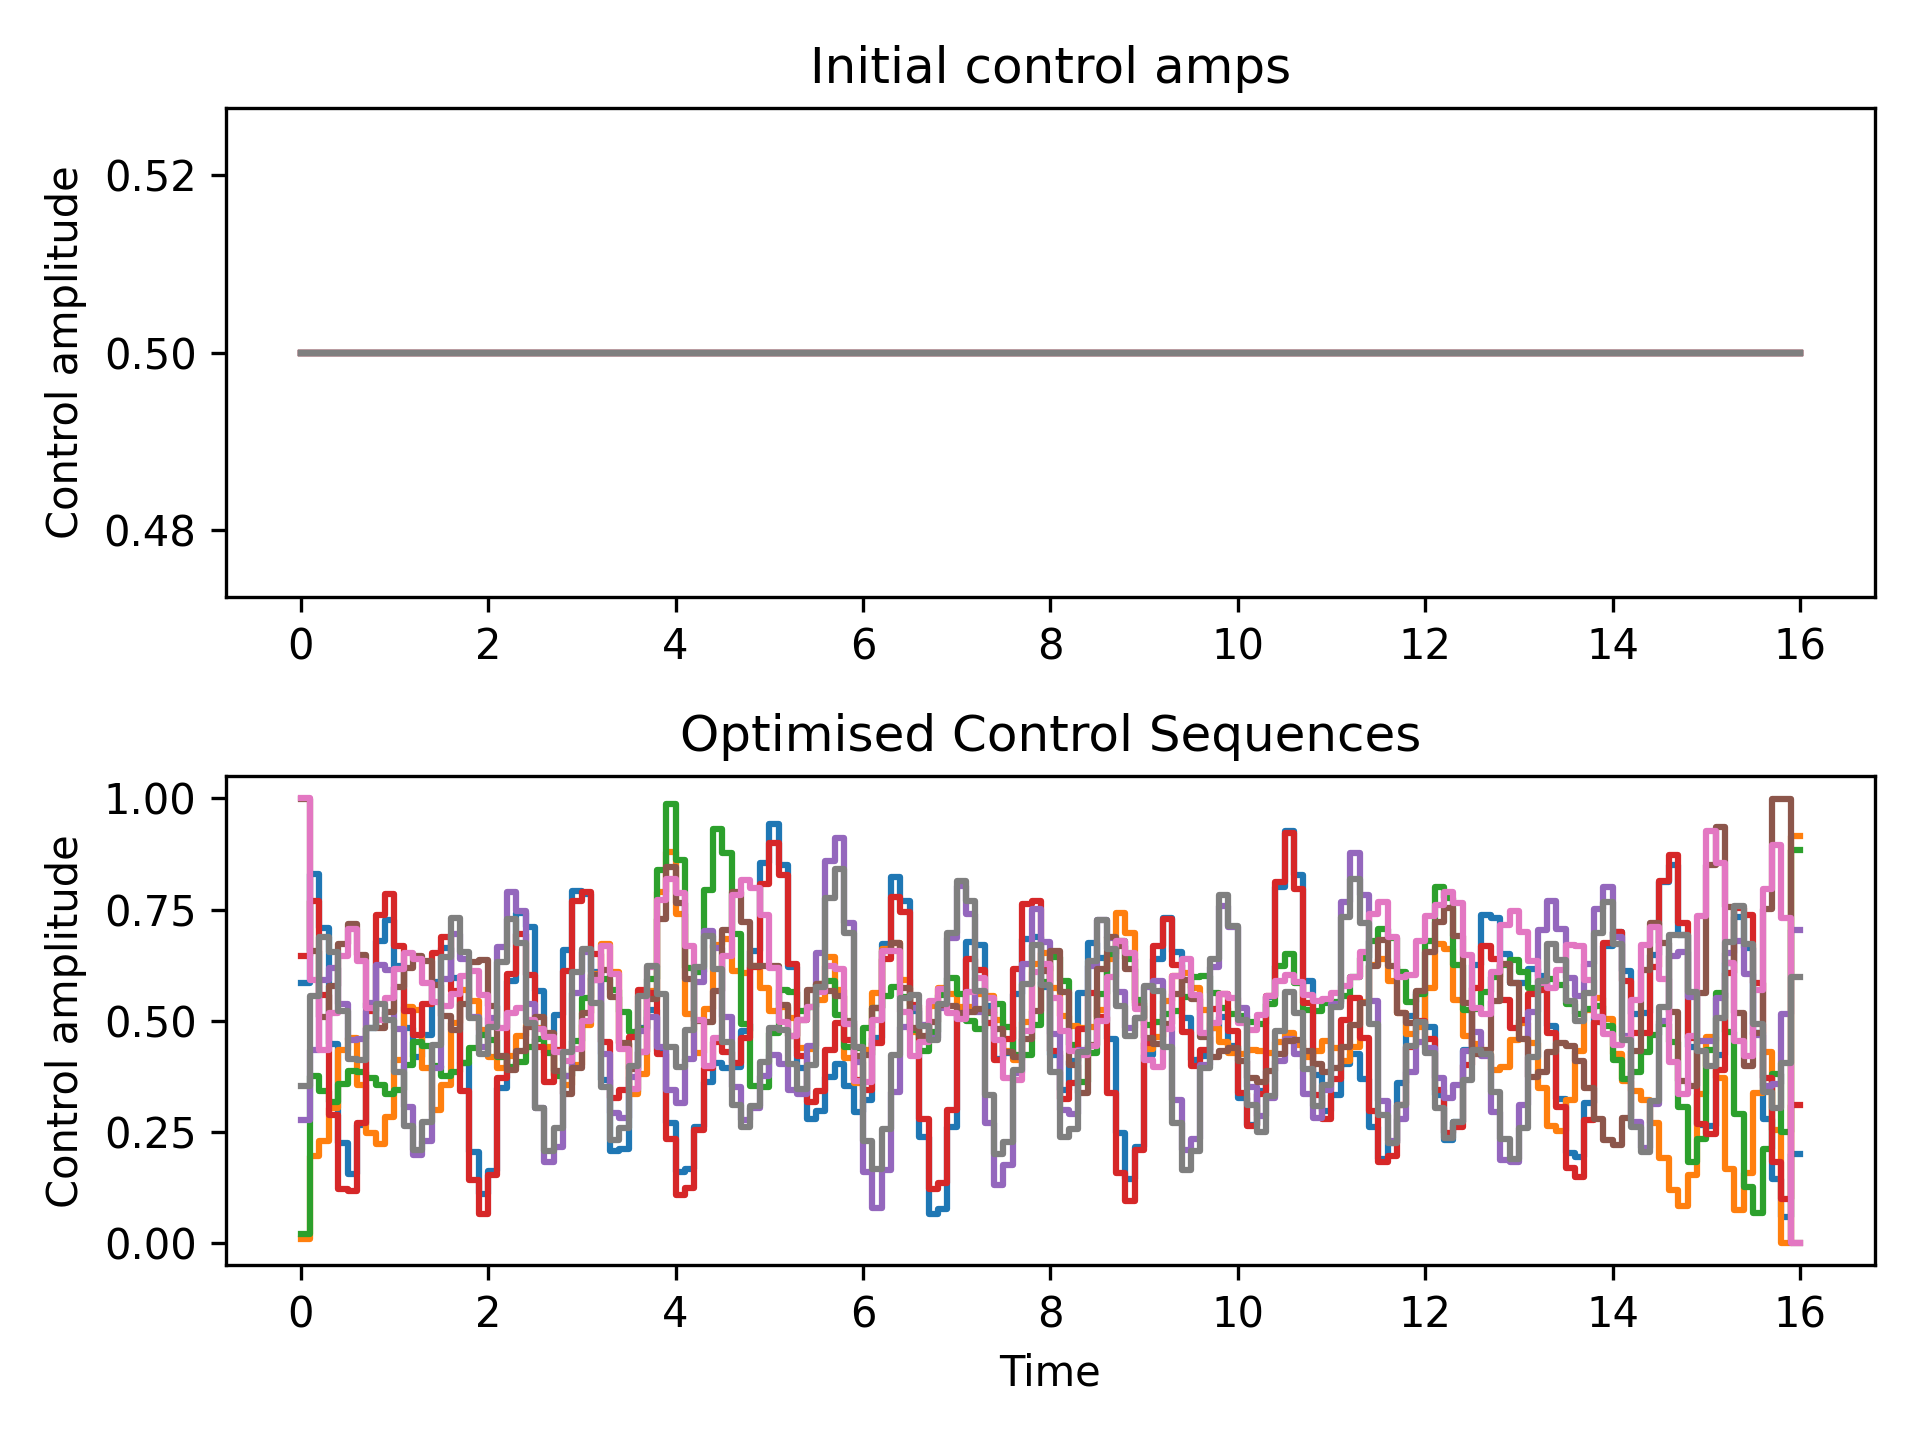 Initial control amps
Control amplitude
0.52
0.50
0.48
0 2 4 6 8 10 12 14 16
Optimised Control Sequences
Control amplitude
1.00
0.75
0.50
0.25
0.00
0 2 4 6 8 10 12 14 16
Time